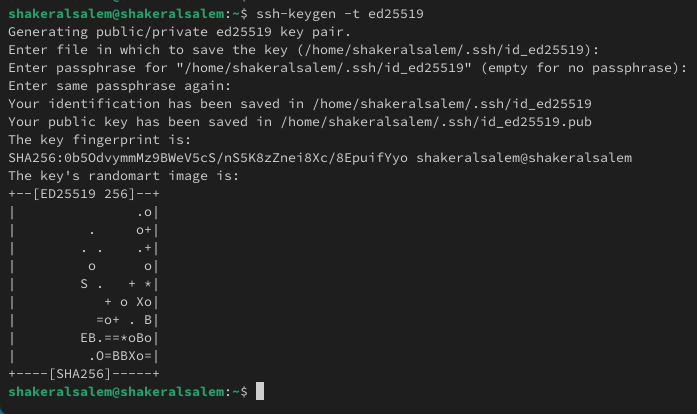 shakeralsalem@shakeralsalem:~$ ssh-keygen -t ed25519
Generating public/private ed25519 key pair.
Enter file in which to save the key (/home/shakeralsalem/.ssh/id_ed25519):
Enter passphrase for "/home/shakeralsalem/.ssh/id_ed25519" (empty for no passphrase):
Enter same passphrase again:
Your identification has been saved in /home/shakeralsalem/.ssh/id_ed25519
Your public key has been saved in /home/shakeralsalem/.ssh/id_ed25519.pub
The key fingerprint is:
SHA256:0b5OdvymmMz9BWeV5cS/nS5K8zZnei8Xc/8EpuifYyo shakeralsalem@shakeralsalem
The key's randomart image is:
+--[ED25519 256]--+
|               .o|
|         .     o+|
|        . .    .+|
|         o      o|
|        S .   + *|
|           + o Xo|
|          =o+ . B|
|        EB.==*oBo|
|         .O=BBXo=|
+----[SHA256]-----+
shakeralsalem@shakeralsalem:~$